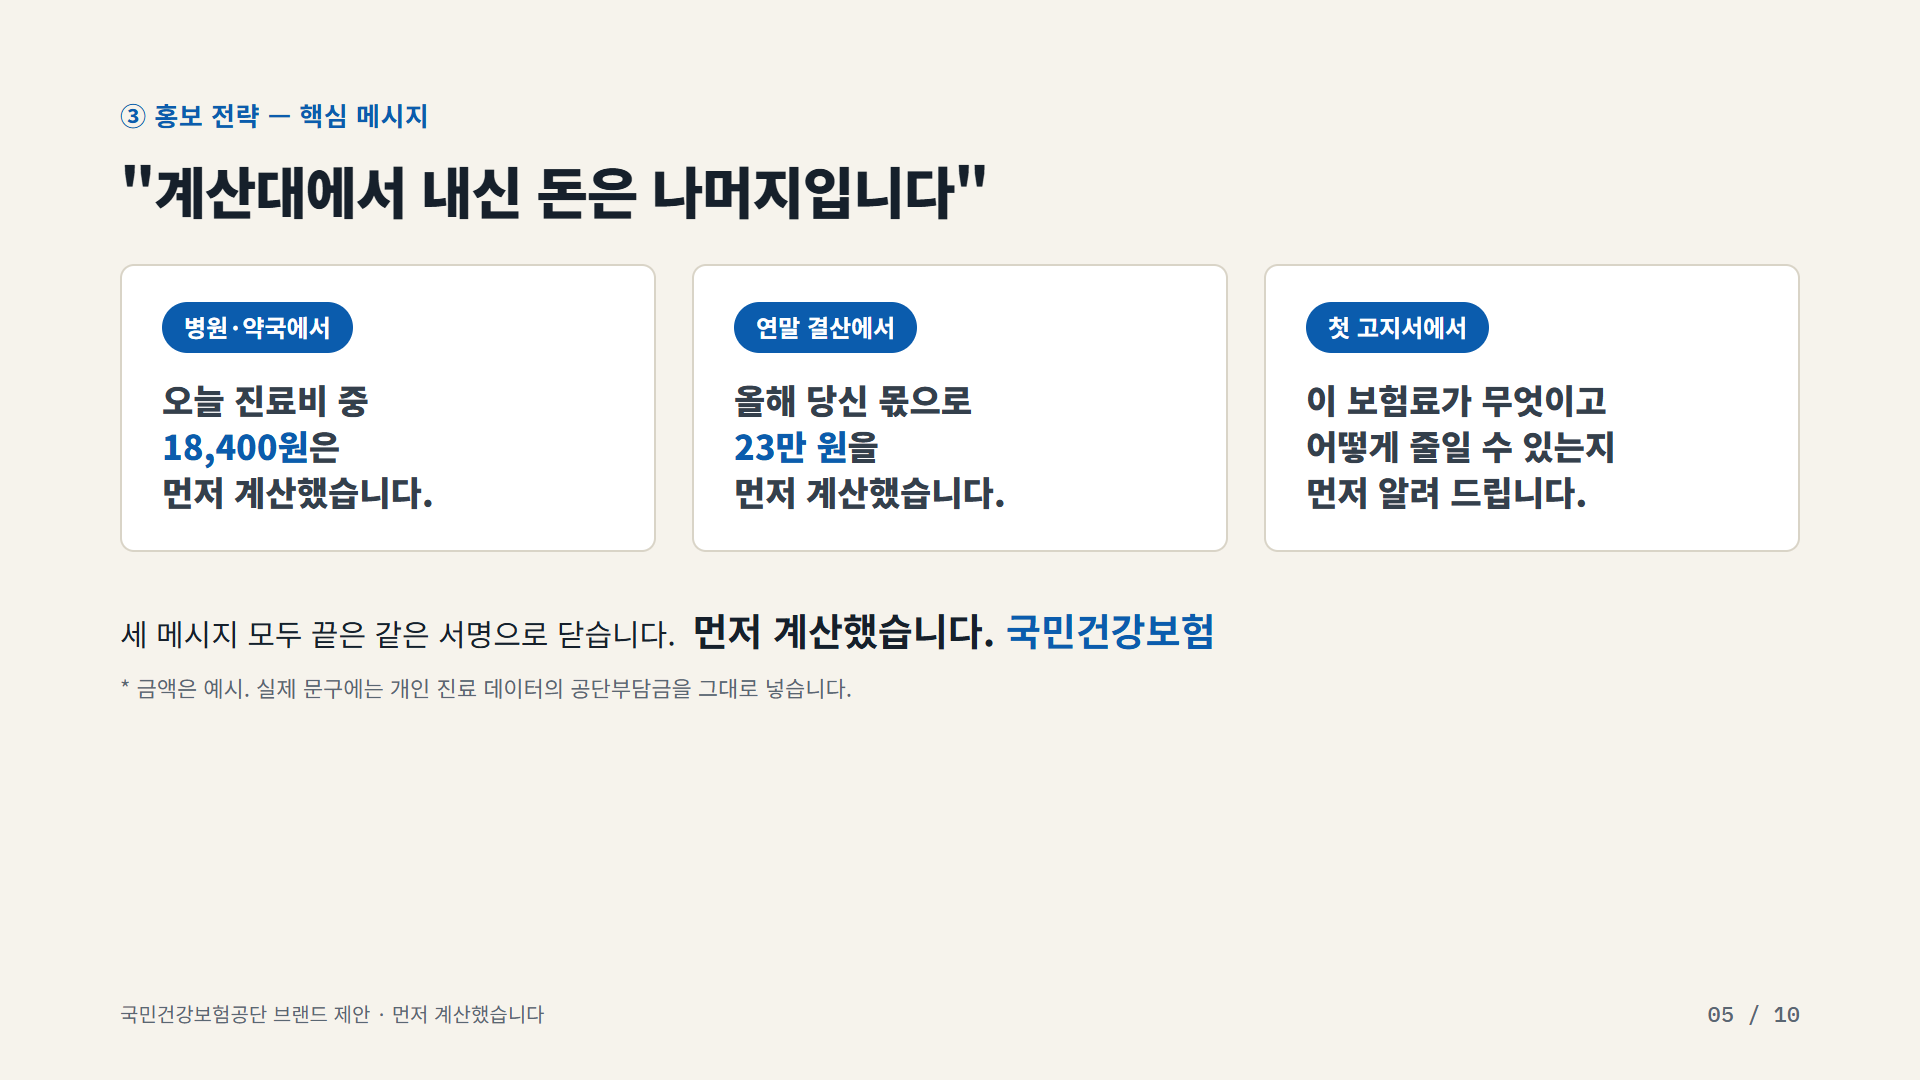 ③ 홍보 전략 — 핵심 메시지
"계산대에서 내신 돈은 나머지입니다"
병원·약국에서
오늘 진료비 중
18,400원은
먼저 계산했습니다.
연말 결산에서
올해 당신 몫으로
23만 원을
먼저 계산했습니다.
첫 고지서에서
이 보험료가 무엇이고
어떻게 줄일 수 있는지
먼저 알려 드립니다.
세 메시지 모두 끝은 같은 서명으로 닫습니다. 먼저 계산했습니다. 국민건강보험
* 금액은 예시. 실제 문구에는 개인 진료 데이터의 공단부담금을 그대로 넣습니다.
국민건강보험공단 브랜드 제안 · 먼저 계산했습니다
05 / 10